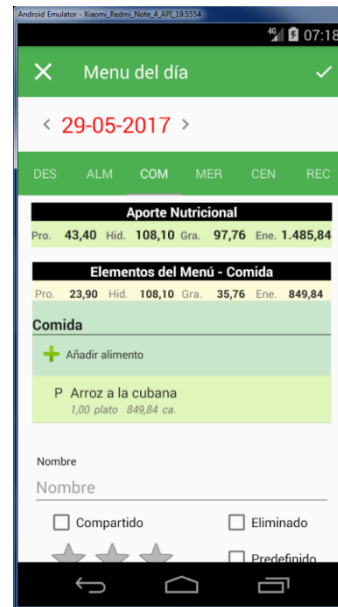 Android Emulator - Xiaomi_Redmi_Note_4_API_19:5554
4G 07:18
Menu del día
< 29-05-2017 >
DES ALM COM MER CEN REC
Aporte Nutricional
Pro. 43,40 Hid. 108,10 Gra. 97,76 Ene. 1.485,84
Elementos del Menú - Comida
Pro. 23,90 Hid. 108,10 Gra. 35,76 Ene. 849,84
Comida
Añadir alimento
P Arroz a la cubana
1,00 plato 849,84 ca.
Nombre
Nombre
Compartido Eliminado
Predefinido